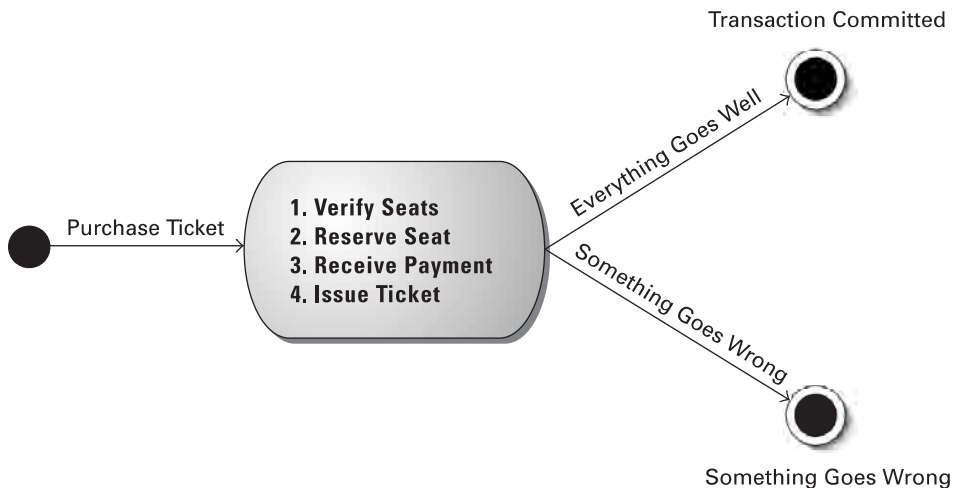 Transaction Committed
Everything Goes Well
Purchase Ticket
1. Verify Seats
2. Reserve Seat
3. Receive Payment
4. Issue Ticket
Something Goes Wrong
Something Goes Wrong